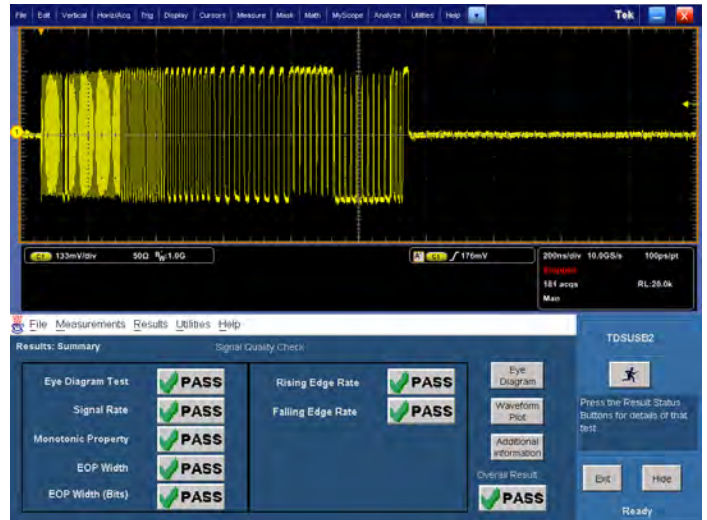 File Edit Vertical Horiz/Acq Trig Display Cursors Measure Mask Math MyScope Analyze Utilities Help Tek
1
C1 133mV/div 50Ω BW:1.0G
A' C1 176mV
200ns/div 10.0GS/s 100ps/pt
Stopped
181 acqs RL:20.0k
Main
File Measurements Results Utilities Help
Results: Summary Signal Quality Check
TDSUSB2
Eye Diagram Test PASS
Rising Edge Rate PASS
Eye
Diagram
Signal Rate PASS
Falling Edge Rate PASS
Waveform
Plot
Press the Result Status
Buttons for details of that
test.
Monotonic Property PASS
Additional
Information
EOP Width PASS
Overall Result
EOP Width (Bits) PASS
PASS
Exit Hide
Ready